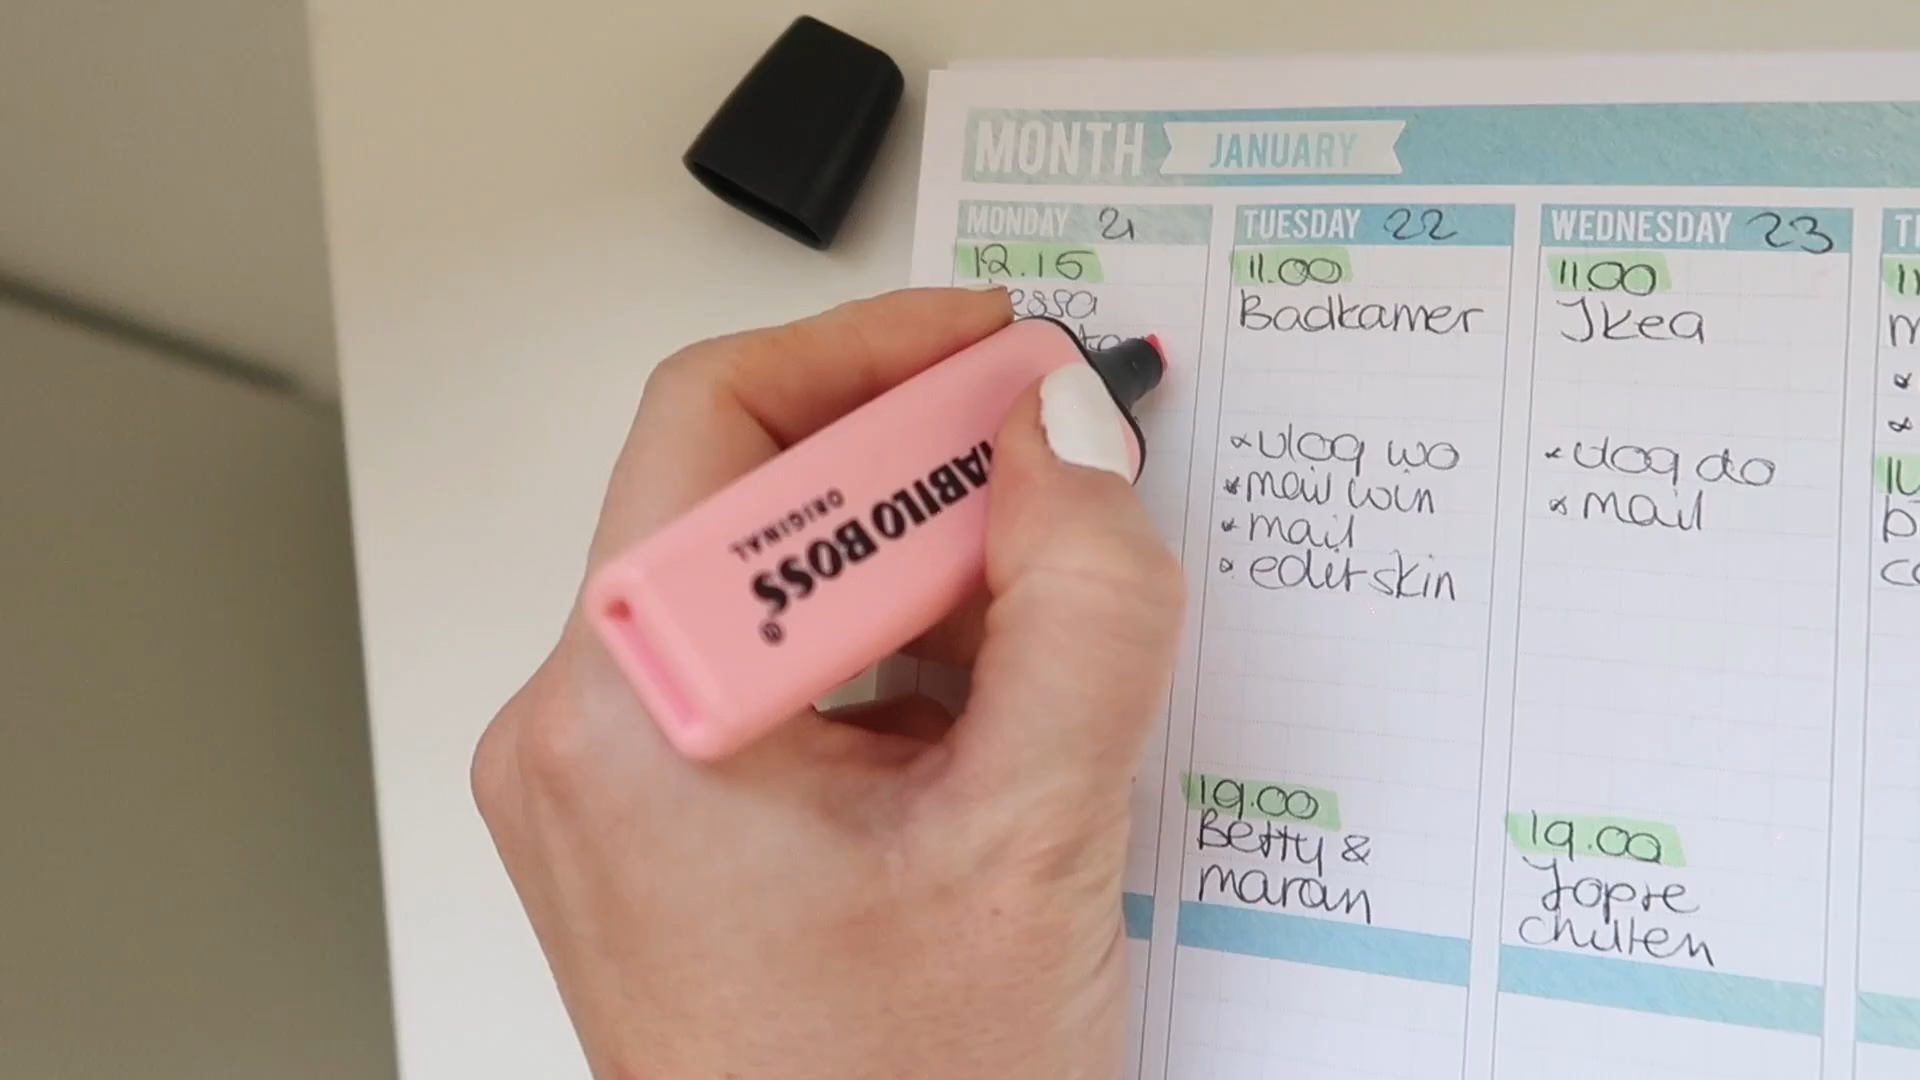 MONTH JANUARY
MONDAY 21
12.15
essa
TUESDAY 22
11.00
Badkamer
* vlog wo
* mail win
* mail
* edit skin
19.00
Betty &
maran
WEDNESDAY 23
11.00
Ikea
* vlog do
* mail
19.00
Jopie
chillen
STABILO BOSS®
ORIGINAL